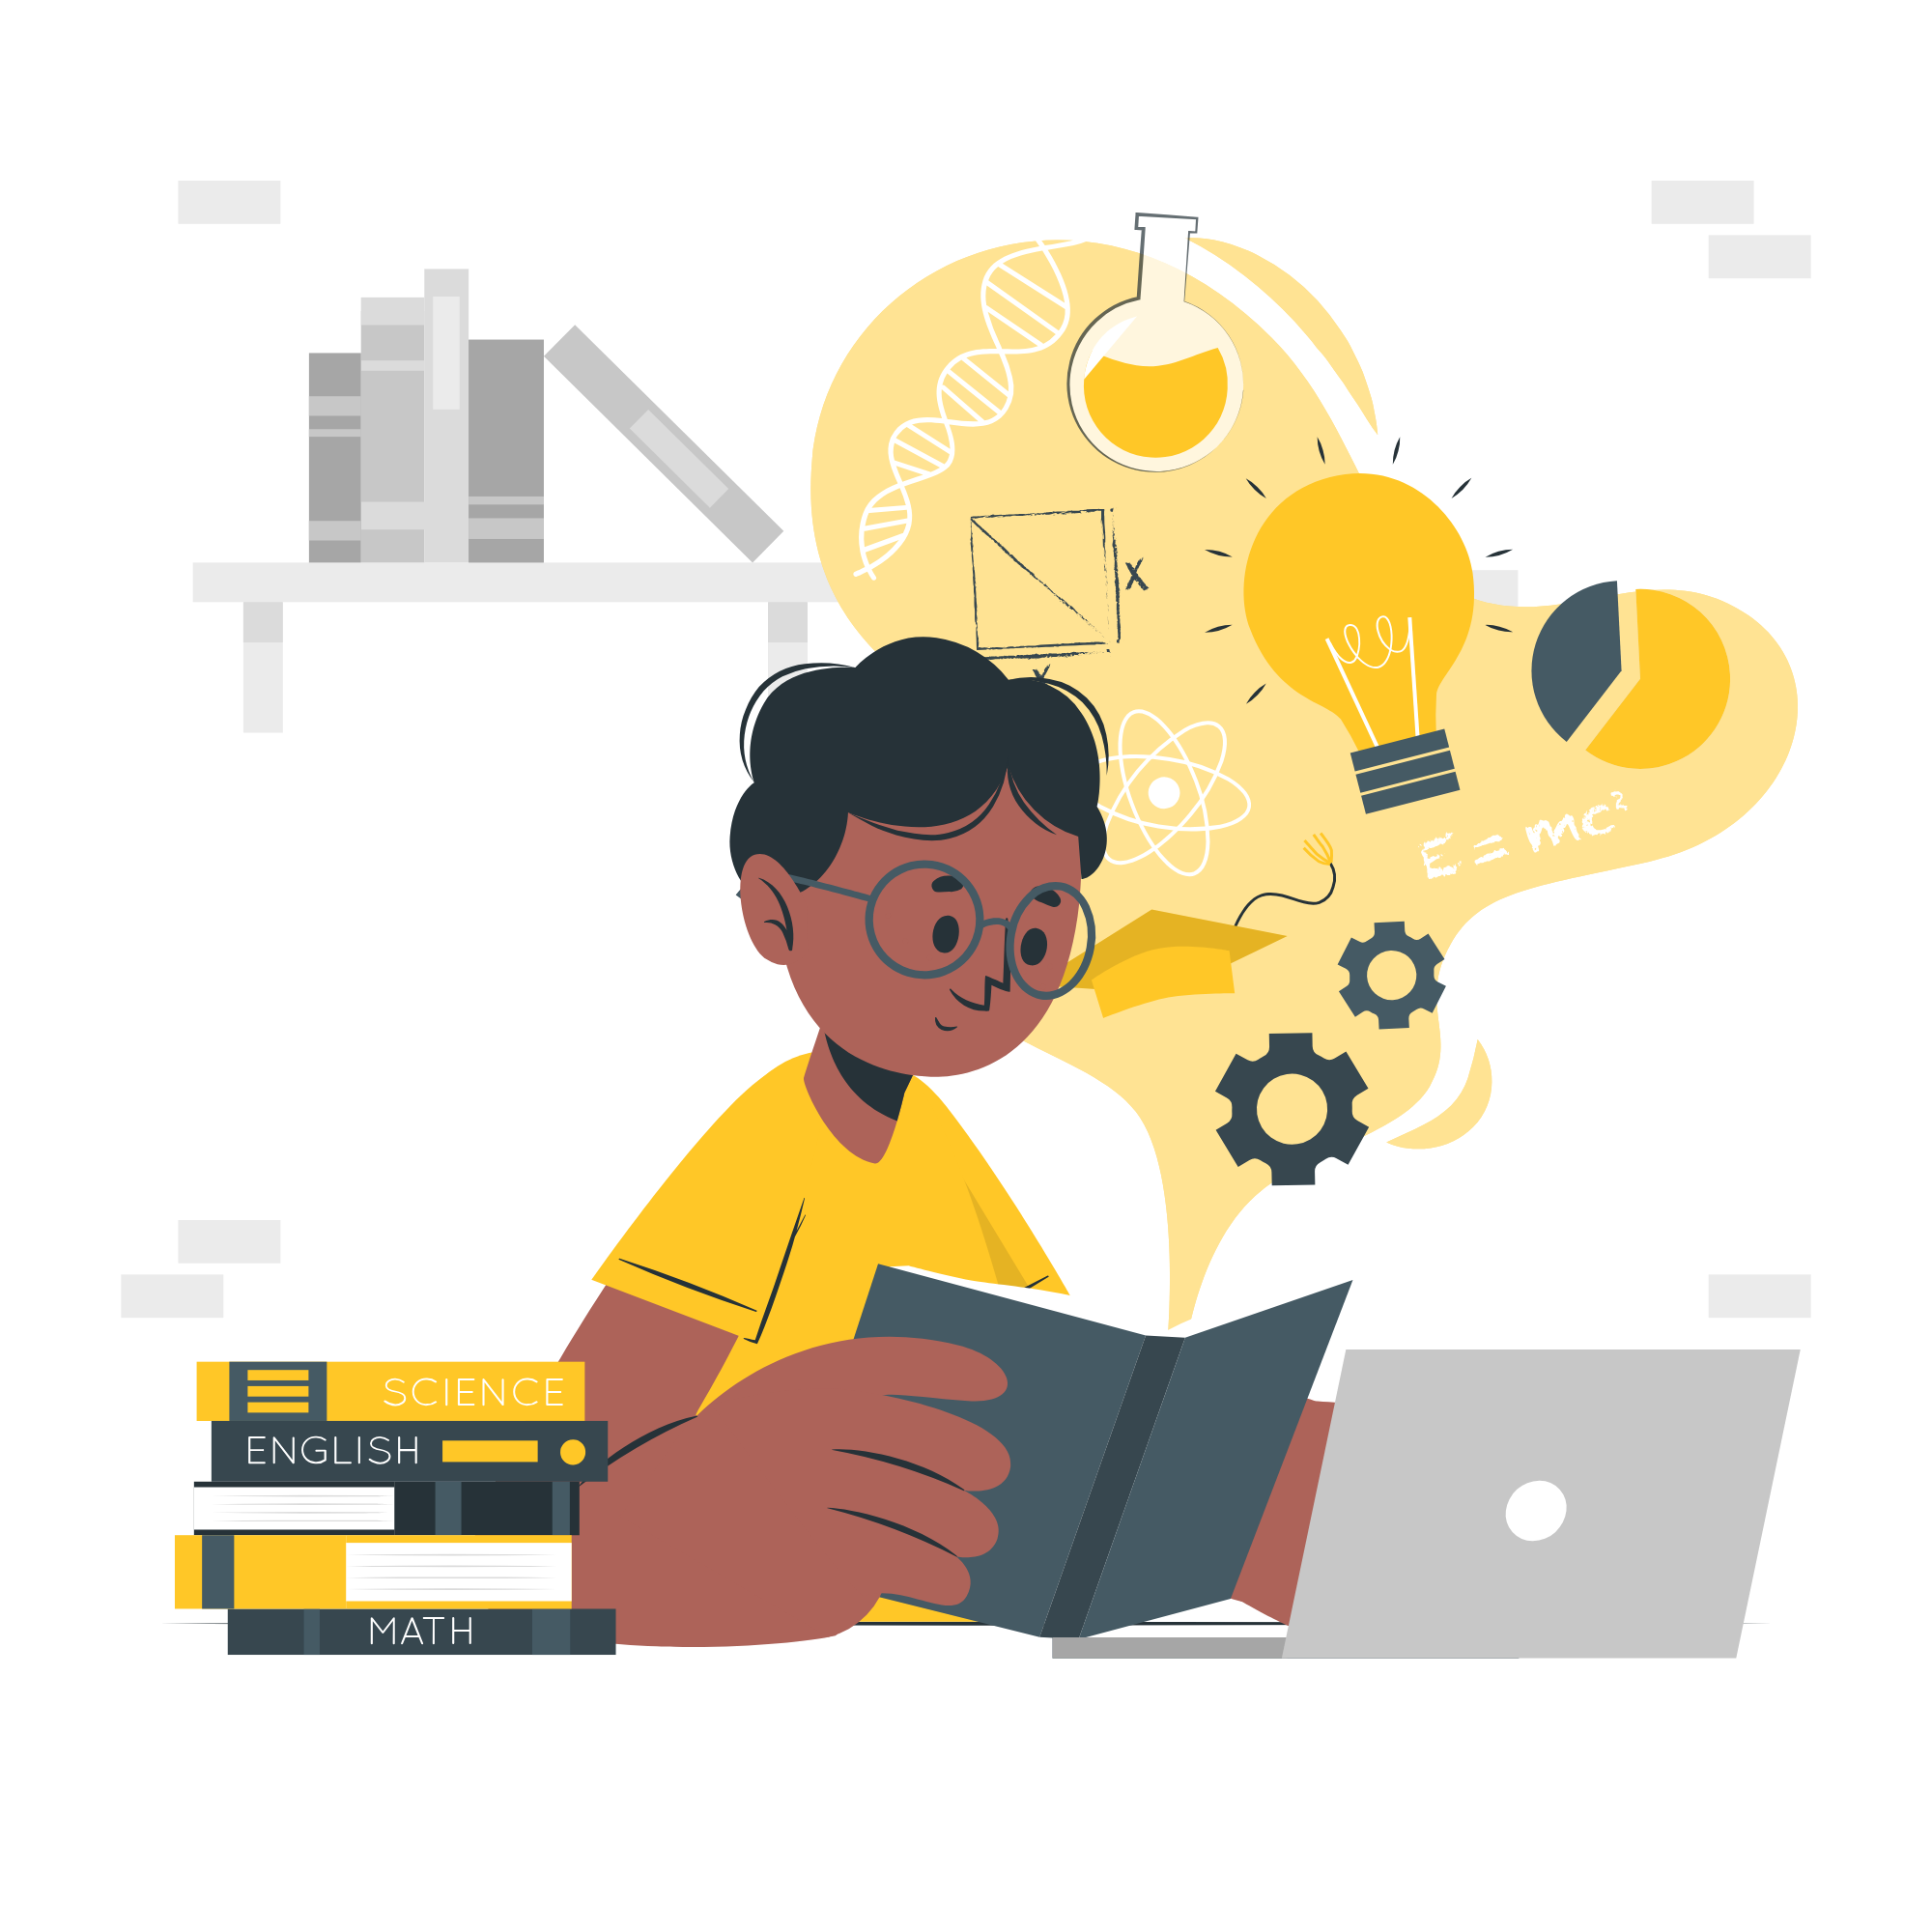 X
X
E = mc²
SCIENCE
ENGLISH
MATH